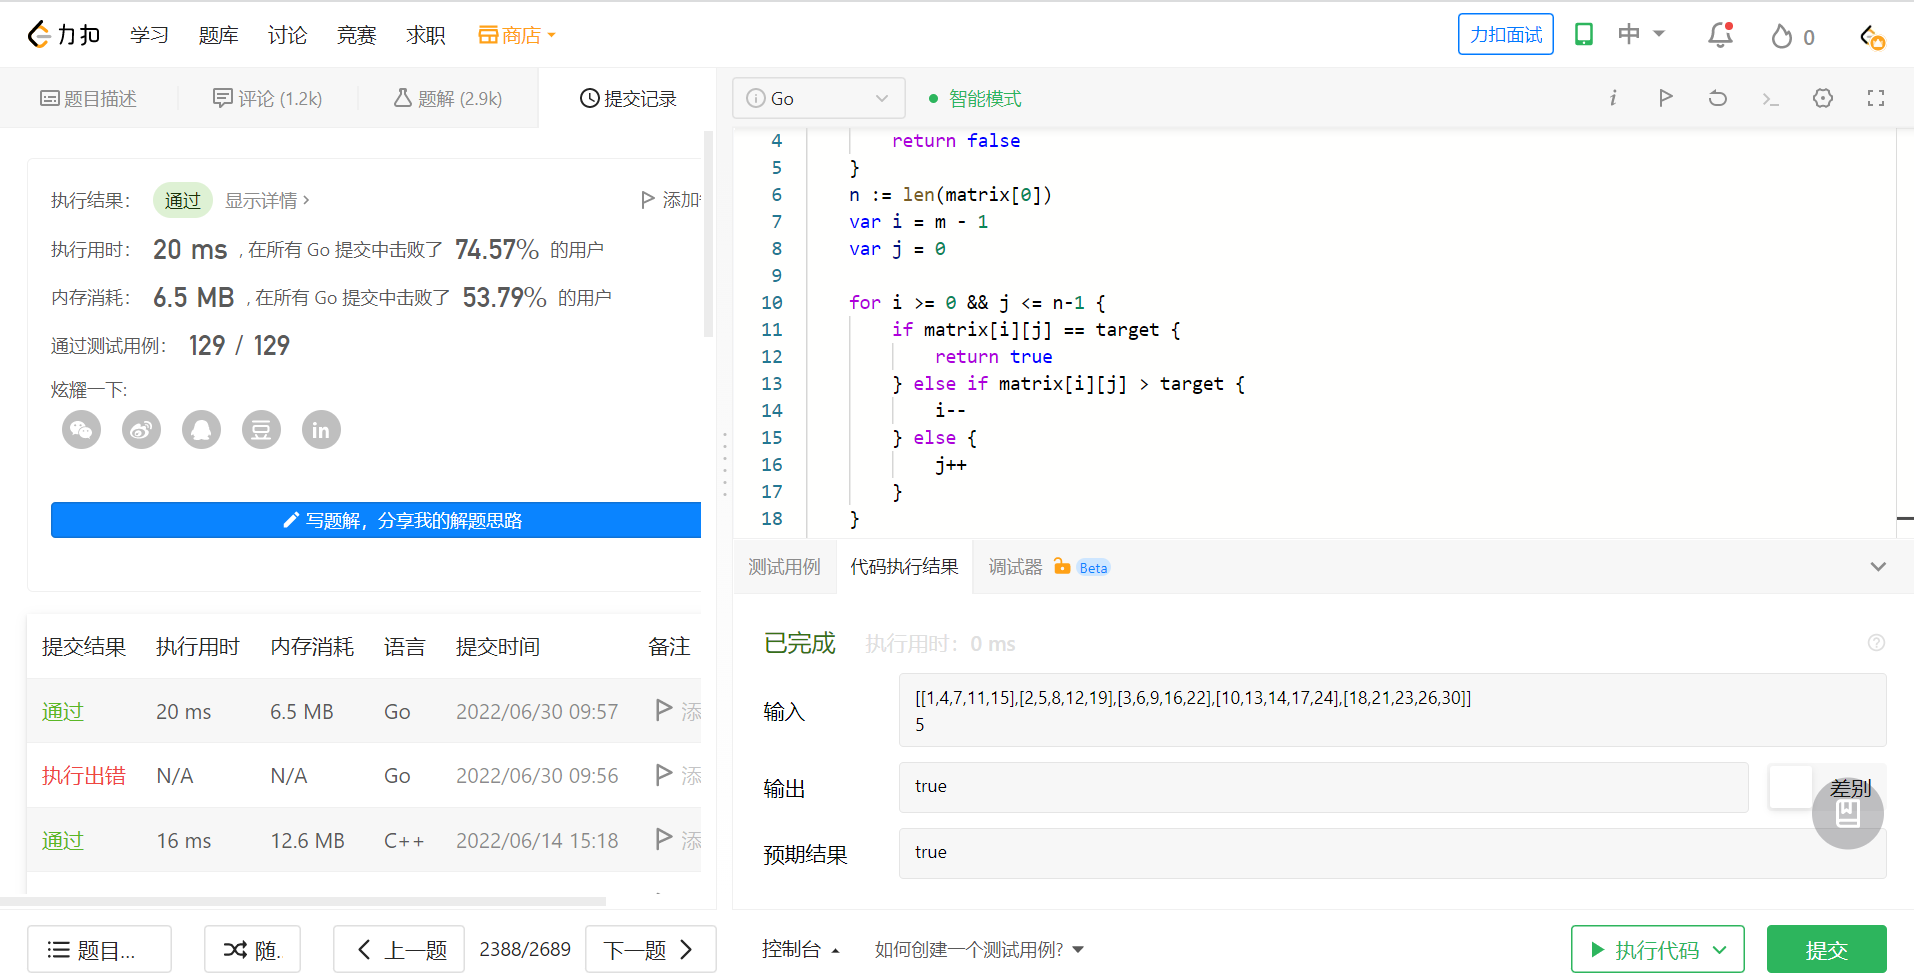 力扣 学习 题库 讨论 竞赛 求职 商店 力扣面试 中 0
题目描述 评论 (1.2k) 题解 (2.9k) 提交记录
执行结果： 通过 显示详情 ›
执行用时： 20 ms , 在所有 Go 提交中击败了 74.57% 的用户
内存消耗： 6.5 MB , 在所有 Go 提交中击败了 53.79% 的用户
通过测试用例： 129 / 129
炫耀一下:
写题解，分享我的解题思路
提交结果 执行用时 内存消耗 语言 提交时间 备注
通过 20 ms 6.5 MB Go 2022/06/30 09:57
执行出错 N/A N/A Go 2022/06/30 09:56
通过 16 ms 12.6 MB C++ 2022/06/14 15:18
题目... 随. 上一题 2388/2689 下一题
Go 智能模式
4 return false
5 }
6 n := len(matrix[0])
7 var i = m - 1
8 var j = 0
9
10 for i >= 0 && j <= n-1 {
11 if matrix[i][j] == target {
12 return true
13 } else if matrix[i][j] > target {
14 i--
15 } else {
16 j++
17 }
18 }
测试用例 代码执行结果 调试器 Beta
已完成 执行用时：0 ms
输入 [[1,4,7,11,15],[2,5,8,12,19],[3,6,9,16,22],[10,13,14,17,24],[18,21,23,26,30]]
5
输出 true 差别
预期结果 true
控制台 如何创建一个测试用例? 执行代码 提交